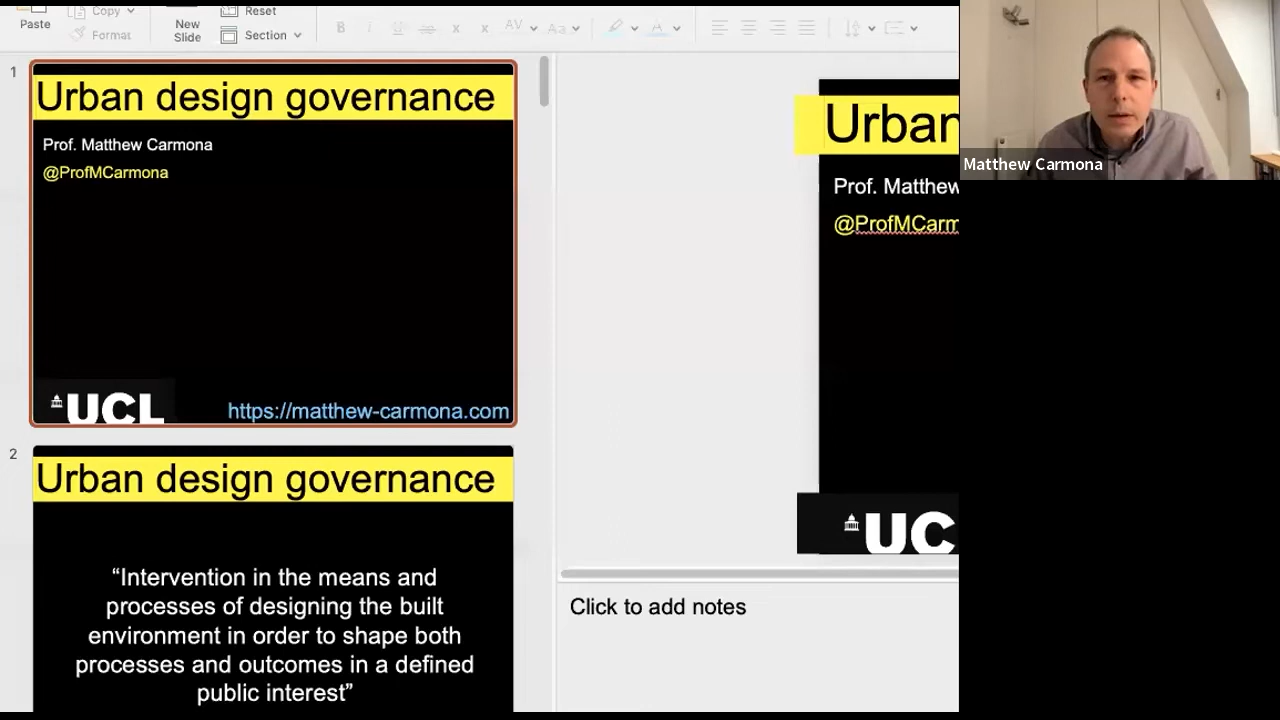 Paste
Copy
Format
New
Slide
Reset
Section
B
I
x
x
AV
Aa
A
1
Urban design governance
Prof. Matthew Carmona
@ProfMCarmona
UCL
https://matthew-carmona.com
2
Urban design governance
“Intervention in the means and
processes of designing the built
environment in order to shape both
processes and outcomes in a defined
public interest”
Urban
Prof. Matthew
@ProfMCarm
UC
Click to add notes
Matthew Carmona